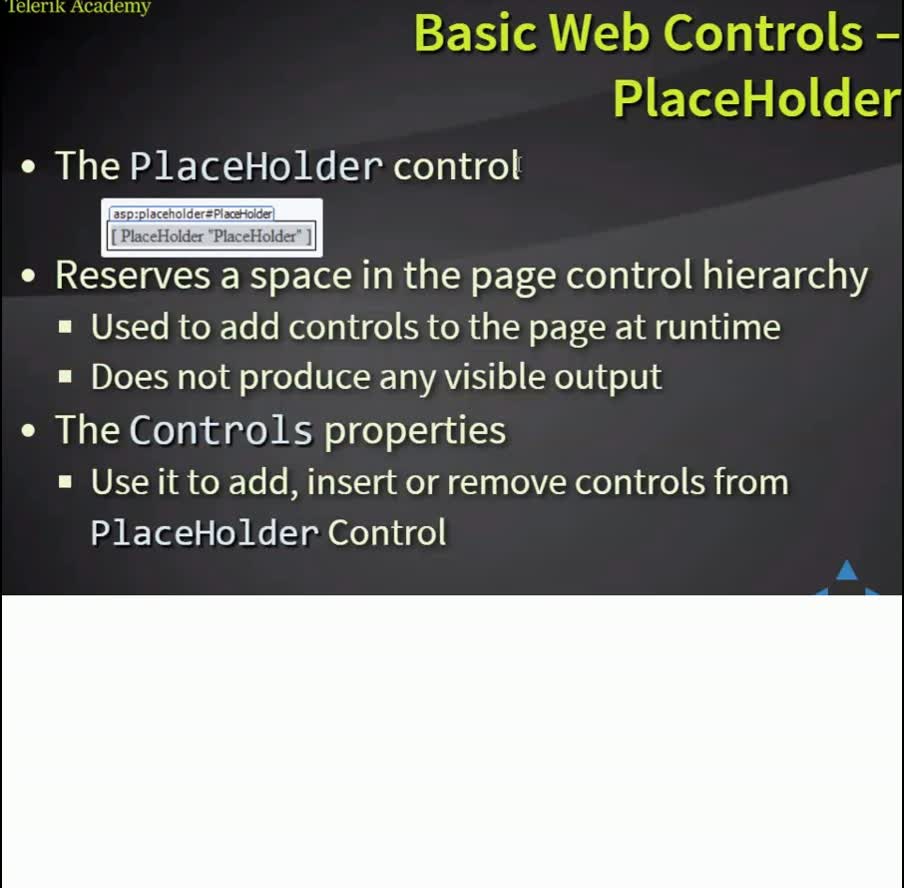 Telerik Academy
Basic Web Controls –
PlaceHolder
• The PlaceHolder control
asp:placeholder#PlaceHolder
[ PlaceHolder "PlaceHolder" ]
• Reserves a space in the page control hierarchy
▪ Used to add controls to the page at runtime
▪ Does not produce any visible output
• The Controls properties
▪ Use it to add, insert or remove controls from
PlaceHolder Control